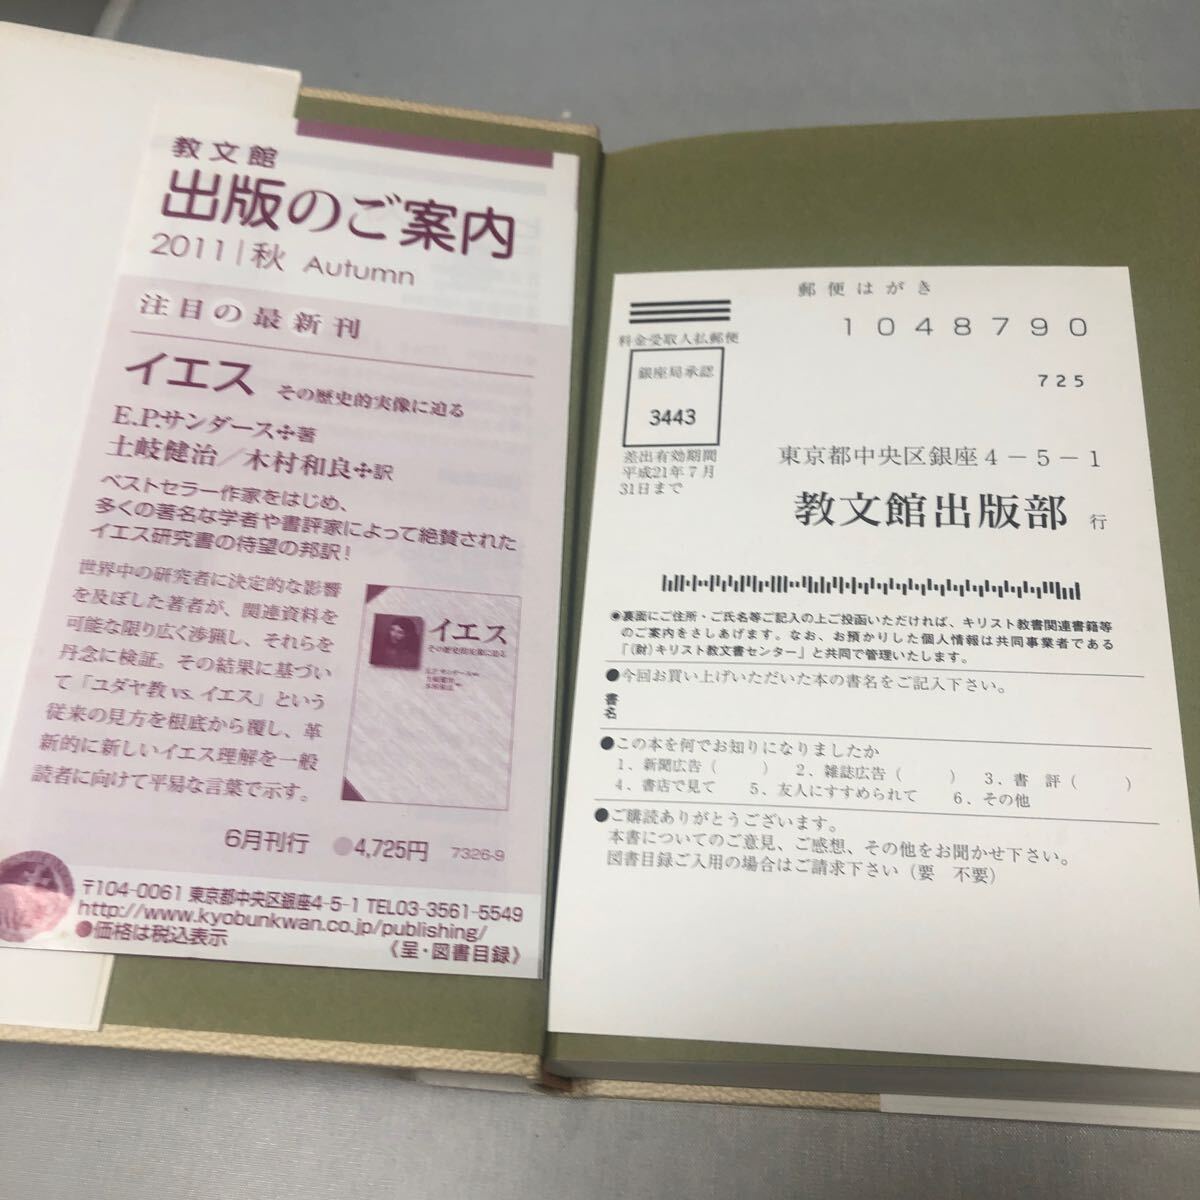 教文館
出版のご案内
2011|秋 Autumn
注目の最新刊
イエス その歴史的実像に迫る
E.P.サンダース✣著
土岐健治／木村和良✣訳
ベストセラー作家をはじめ、
多くの著名な学者や書評家によって絶賛された
イエス研究書の待望の邦訳！
世界中の研究者に決定的な影響
を及ぼした著者が、関連資料を
可能な限り広く渉猟し、それらを
丹念に検証。その結果に基づい
て「ユダヤ教 vs. イエス」という
従来の見方を根底から覆し、革
新的に新しいイエス理解を一般
読者に向けて平易な言葉で示す。
イエス
その歴史的実像に迫る
6月刊行 ●4,725円 7326-9
〒104-0061 東京都中央区銀座4-5-1 TEL03-3561-5549
http://www.kyobunkwan.co.jp/publishing/
●価格は税込表示
《呈・図書目録》
郵便はがき
1048790
料金受取人払郵便
銀座局承認
3443
差出有効期間
平成21年7月
31日まで
725
東京都中央区銀座4－5－1
教文館出版部 行
●裏面にご住所・ご氏名等ご記入の上ご投函いただければ、キリスト教書関連書籍等
のご案内をさしあげます。なお、お預かりした個人情報は共同事業者である
「(財)キリスト教文書センター」と共同で管理いたします。
●今回お買い上げいただいた本の書名をご記入下さい。
書
名
●この本を何でお知りになりましたか
1、新聞広告（　　） 2、雑誌広告（　　） 3、書　評（　　）
4、書店で見て 5、友人にすすめられて 6、その他
●ご購読ありがとうございます。
本書についてのご意見、ご感想、その他をお聞かせ下さい。
図書目録ご入用の場合はご請求下さい（要　不要）